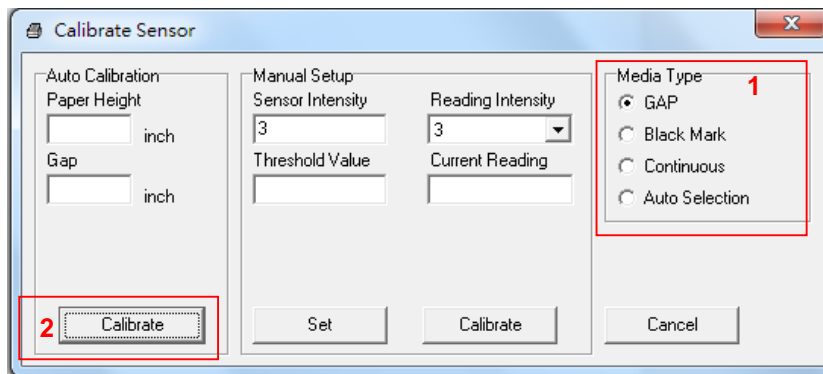 Calibrate Sensor
Auto Calibration
Paper Height
inch
Gap
inch
2
Calibrate
Manual Setup
Sensor Intensity
Reading Intensity
3
3
Threshold Value
Current Reading
Set
Calibrate
Media Type
1
GAP
Black Mark
Continuous
Auto Selection
Cancel